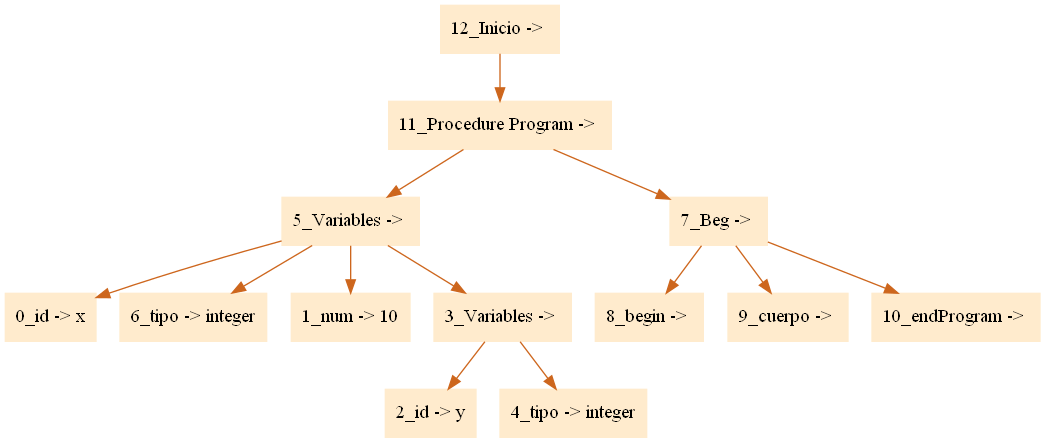 12_Inicio ->
11_Procedure Program ->
5_Variables ->
7_Beg ->
0_id -> x
6_tipo -> integer
1_num -> 10
3_Variables ->
8_begin ->
9_cuerpo ->
10_endProgram ->
2_id -> y
4_tipo -> integer